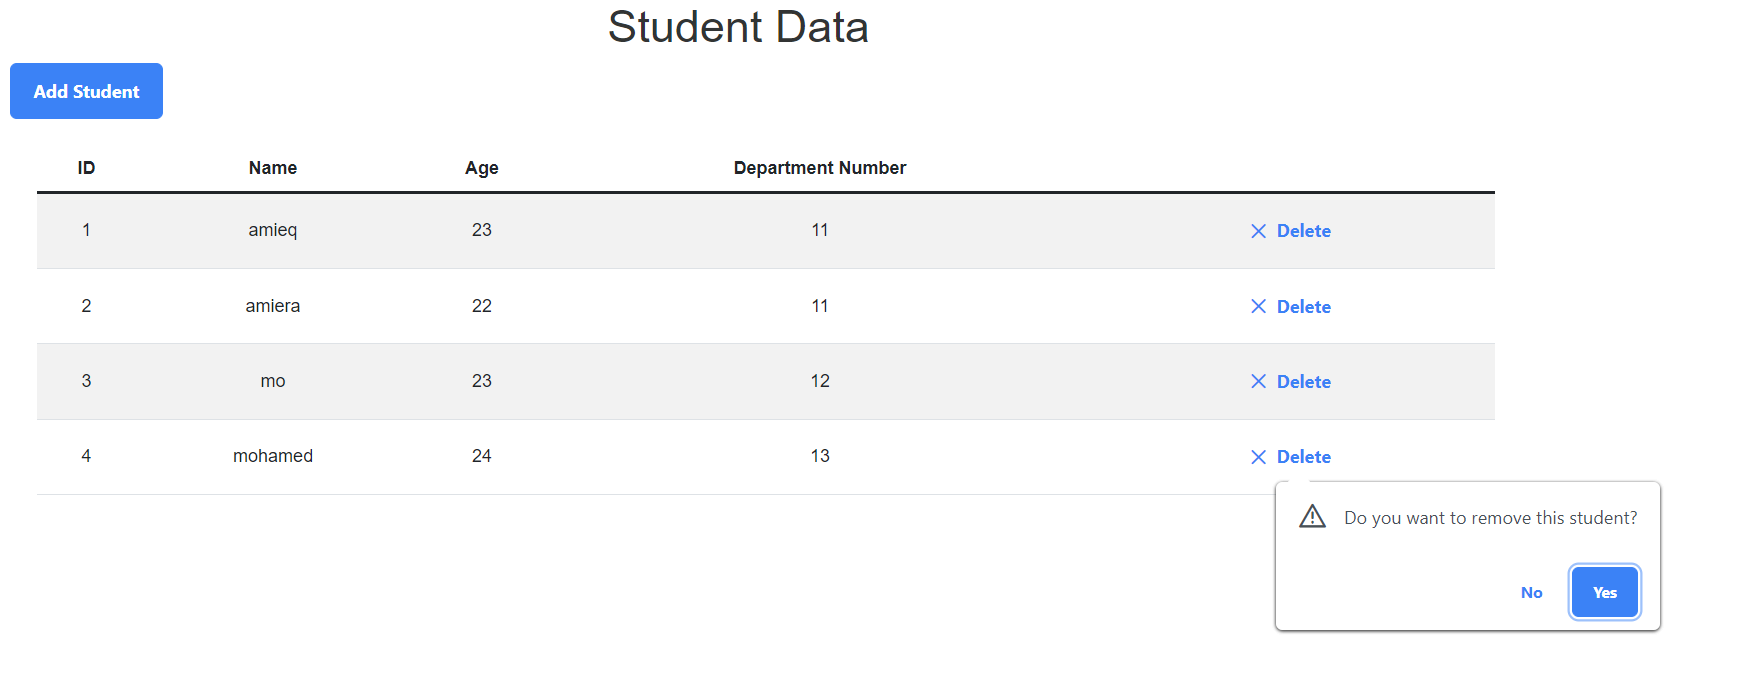 Student Data
Add Student
ID Name Age Department Number
1 amieq 23 11 Delete
2 amiera 22 11 Delete
3 mo 23 12 Delete
4 mohamed 24 13 Delete
Do you want to remove this student?
No Yes